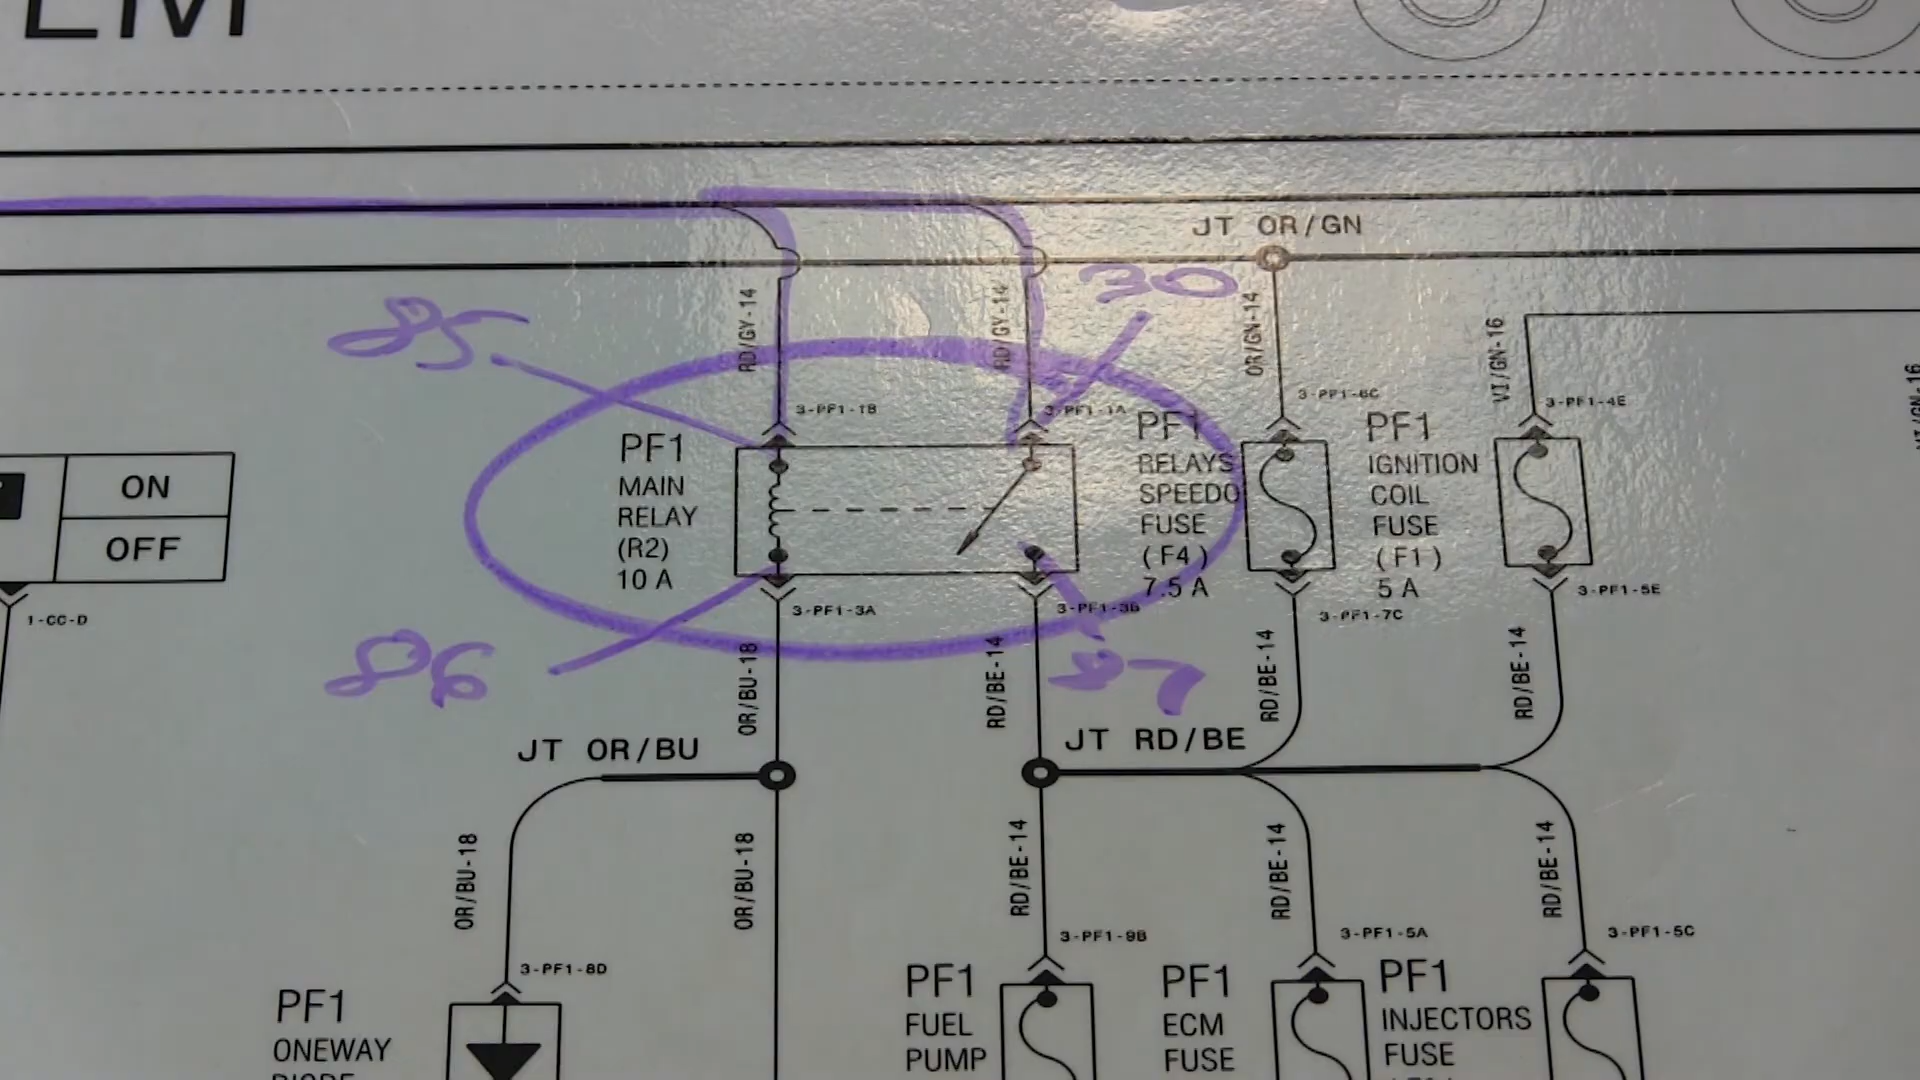 EM
JT OR/GN
30
85
RD/GY-14
RD/GY-14
OR/GN-14
VI/GN-16
3-PF1-1B
3-PF1-1A
3-PF1-6C
3-PF1-4E
PF1
MAIN
RELAY
(R2)
10 A
PF1
RELAYS
SPEEDO
FUSE
(F4)
7.5 A
PF1
IGNITION
COIL
FUSE
(F1)
5 A
ON
OFF
1-CC-D
3-PF1-3A
3-PF1-3B
3-PF1-7C
3-PF1-5E
86
87
OR/BU-18
RD/BE-14
RD/BE-14
RD/BE-14
JT OR/BU
JT RD/BE
OR/BU-18
OR/BU-18
RD/BE-14
RD/BE-14
RD/BE-14
3-PF1-8D
3-PF1-9B
3-PF1-5A
3-PF1-5C
PF1
ONEWAY
PF1
FUEL
PUMP
PF1
ECM
FUSE
PF1
INJECTORS
FUSE